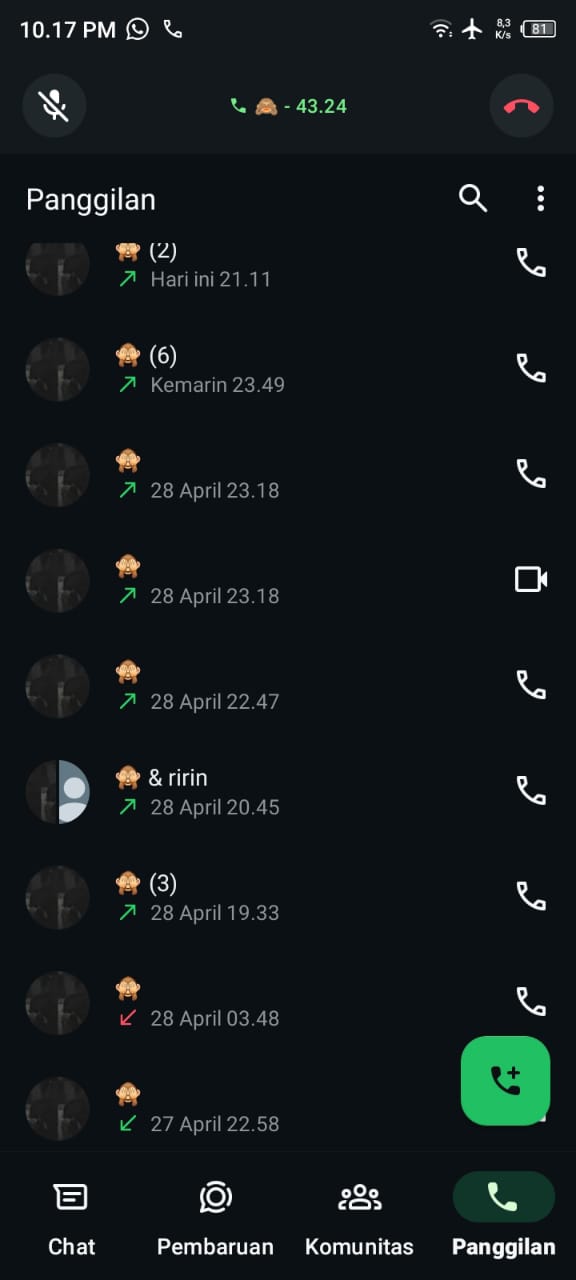 10.17 PM 8,3 K/s 81
🙈 - 43.24
Panggilan
🙈 (2)
Hari ini 21.11
🙈 (6)
Kemarin 23.49
🙈
28 April 23.18
🙈
28 April 23.18
🙈
28 April 22.47
🙈 & ririn
28 April 20.45
🙈 (3)
28 April 19.33
🙈
28 April 03.48
🙈
27 April 22.58
Chat Pembaruan Komunitas Panggilan